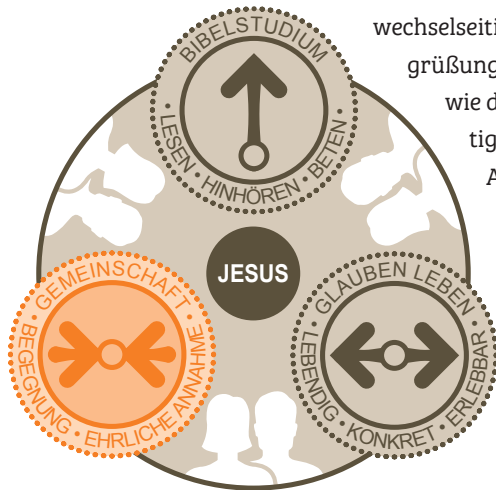 wechselseiti
grüßung
wie d
tig
A
BIBELSTUDIUM
· LESEN · HINHÖREN · BETEN ·
JESUS
· GEMEINSCHAFT ·
BEGEGNUNG · EHRLICHE ANNAHME
· GLAUBEN LEBEN ·
LEBENDIG · KONKRET · ERLEBBAR